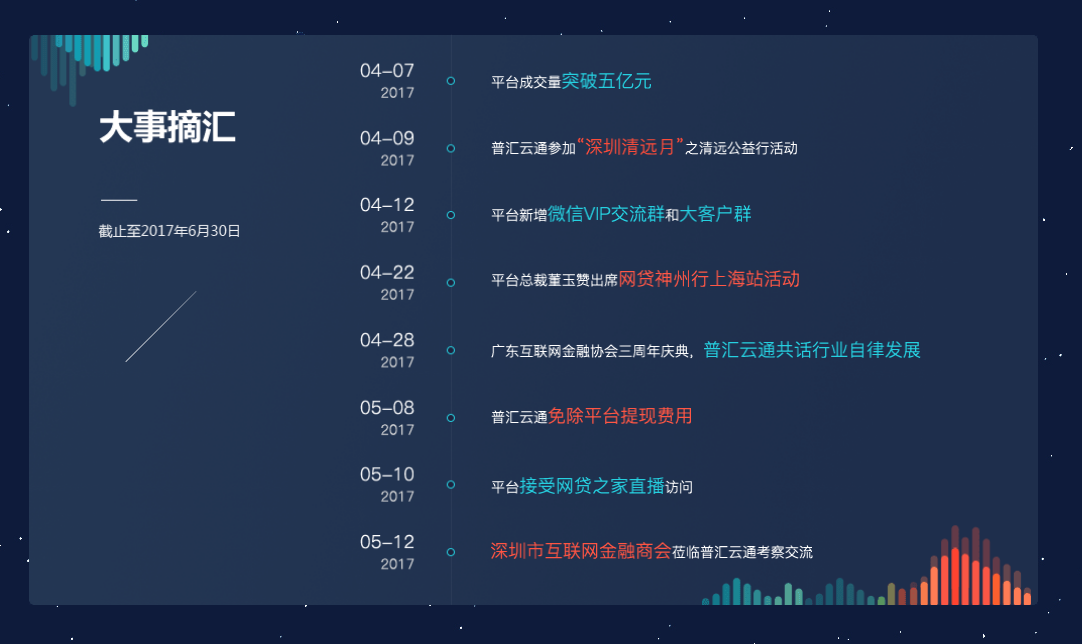 大事摘汇
截止至2017年6月30日
04-07
2017
平台成交量突破五亿元
04-09
2017
普汇云通参加“深圳清远月”之清远公益行活动
04-12
2017
平台新增微信VIP交流群和大客户群
04-22
2017
平台总裁董玉赞出席网贷神州行上海站活动
04-28
2017
广东互联网金融协会三周年庆典，普汇云通共话行业自律发展
05-08
2017
普汇云通免除平台提现费用
05-10
2017
平台接受网贷之家直播访问
05-12
2017
深圳市互联网金融商会莅临普汇云通考察交流